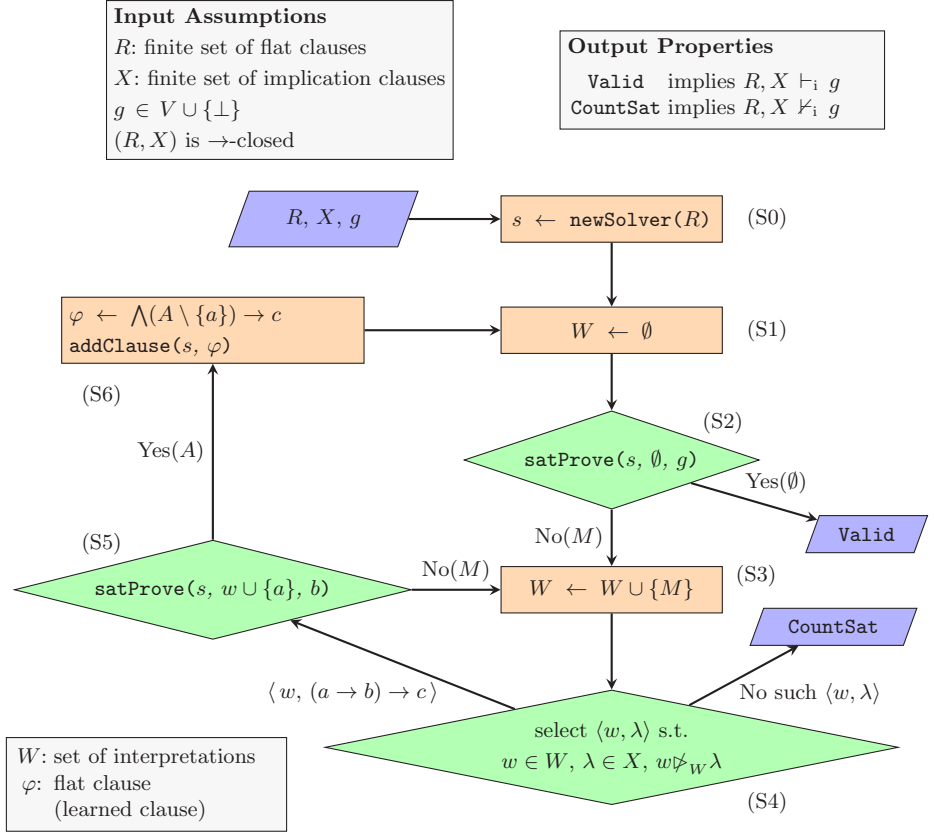 Input Assumptions
R: finite set of flat clauses
X: finite set of implication clauses
g ∈ V ∪ {⊥}
(R, X) is →-closed
Output Properties
Valid implies R, X ⊢i g
CountSat implies R, X ⊬i g
R, X, g
s ← newSolver(R)
(S0)
φ ← ⋀(A \ {a}) → c
addClause(s, φ)
W ← ∅
(S1)
(S6)
(S2)
satProve(s, ∅, g)
Yes(A)
Yes(∅)
Valid
No(M)
(S5)
satProve(s, w ∪ {a}, b)
No(M)
W ← W ∪ {M}
(S3)
CountSat
⟨ w, (a → b) → c ⟩
No such ⟨w, λ⟩
select ⟨w, λ⟩ s.t.
w ∈ W, λ ∈ X, w ⋫W λ
(S4)
W: set of interpretations
φ: flat clause
(learned clause)